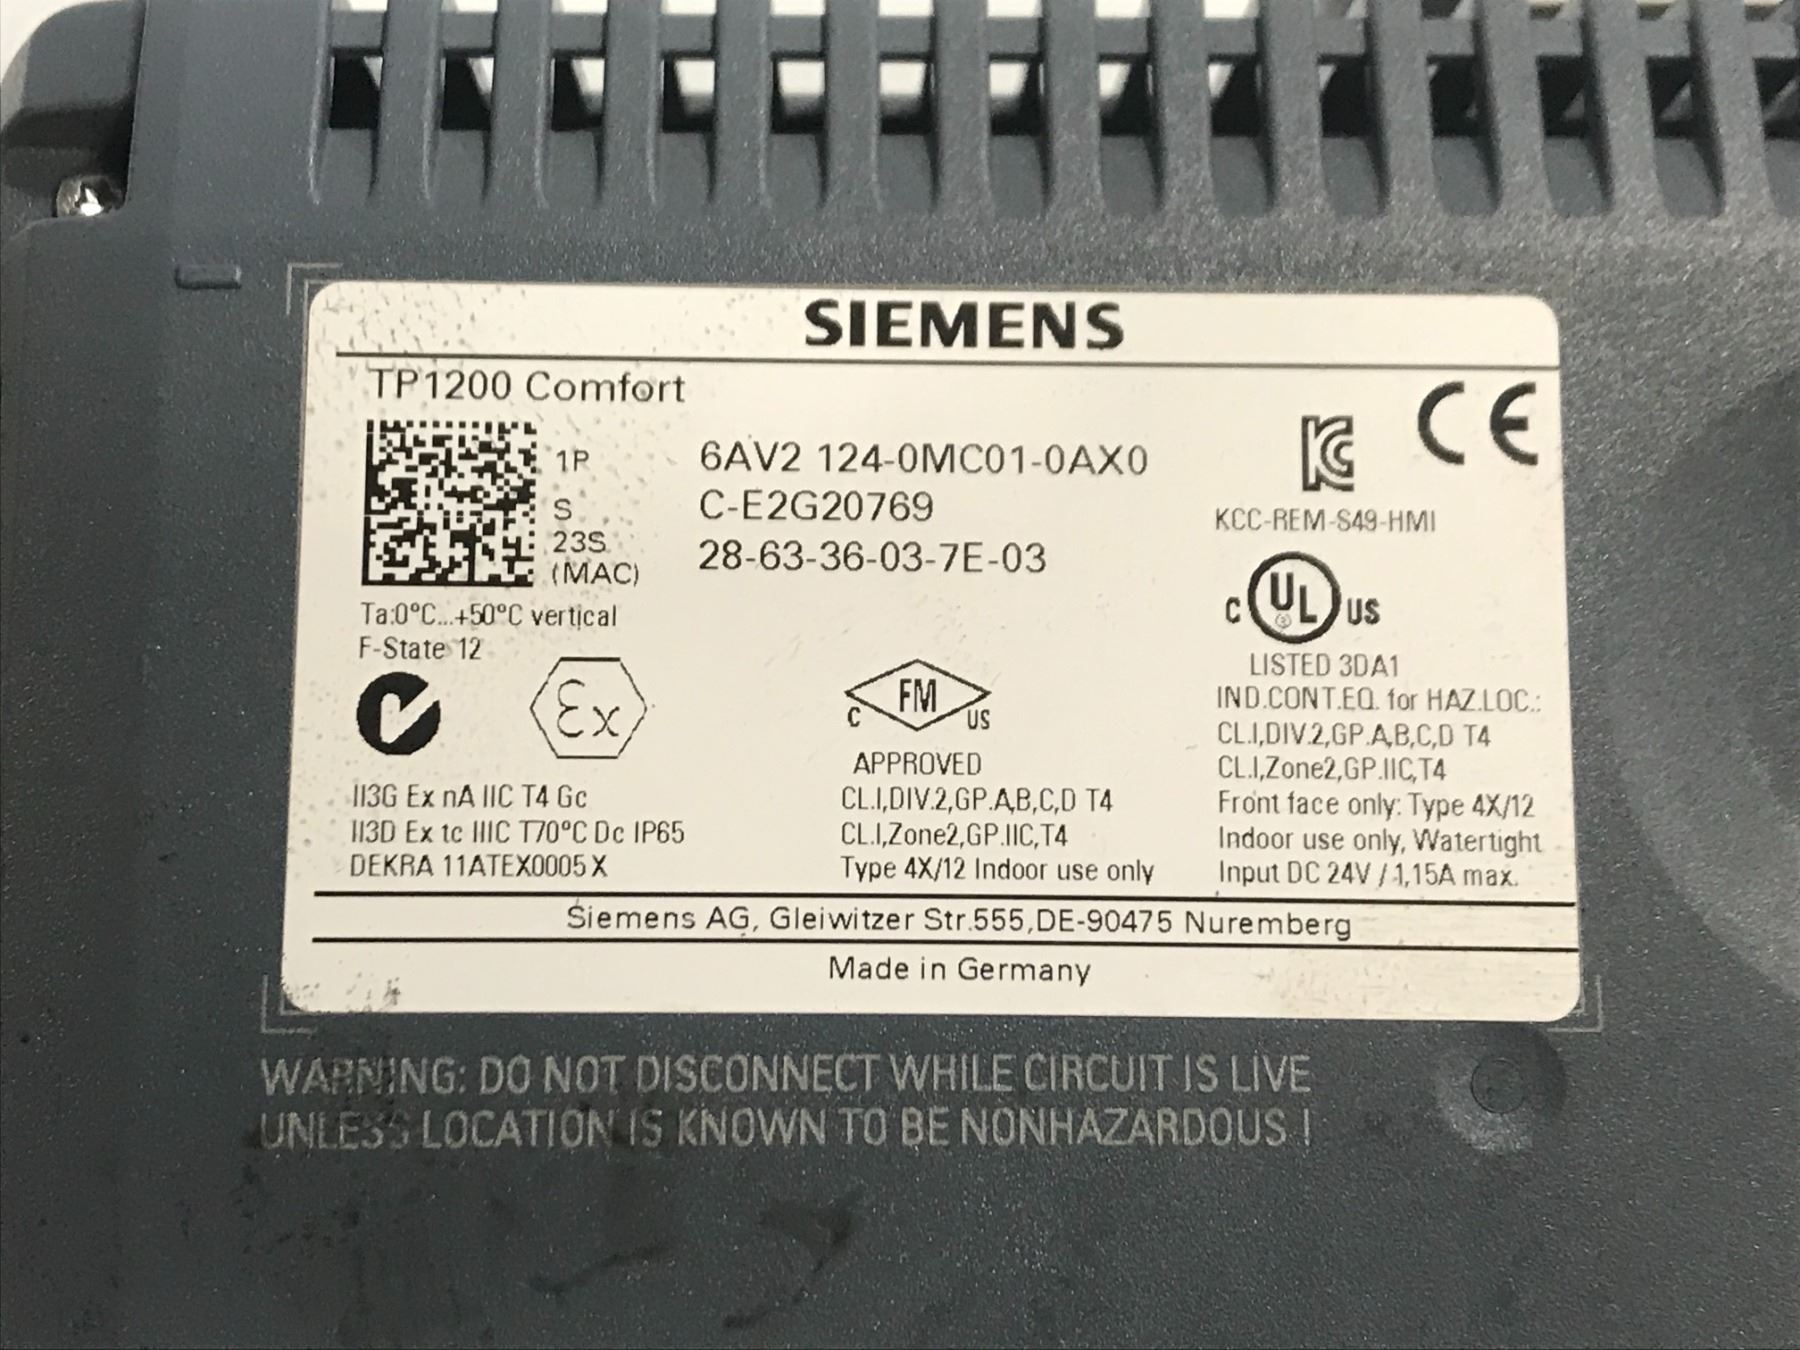 SIEMENS
TP1200 Comfort
1P 6AV2 124-0MC01-0AX0
S C-E2G20769
23S
(MAC) 28-63-36-03-7E-03
Ta:0°C...+50°C vertical
F-State 12
CE
KCC-REM-S49-HMI
C UL US
LISTED 3DA1
IND.CONT.EQ. for HAZ.LOC.:
CL.I,DIV.2,GP.A,B,C,D T4
CL.I,Zone2,GP.IIC,T4
Front face only: Type 4X/12
Indoor use only, Watertight
Input DC 24V / 1,15A max.
Ex
II3G Ex nA IIC T4 Gc
II3D Ex tc IIIC T70°C Dc IP65
DEKRA 11ATEX0005 X
C FM US
APPROVED
CL.I,DIV.2,GP.A,B,C,D T4
CL.I,Zone2,GP.IIC,T4
Type 4X/12 Indoor use only
Siemens AG, Gleiwitzer Str.555,DE-90475 Nuremberg
Made in Germany
WARNING: DO NOT DISCONNECT WHILE CIRCUIT IS LIVE
UNLESS LOCATION IS KNOWN TO BE NONHAZARDOUS !